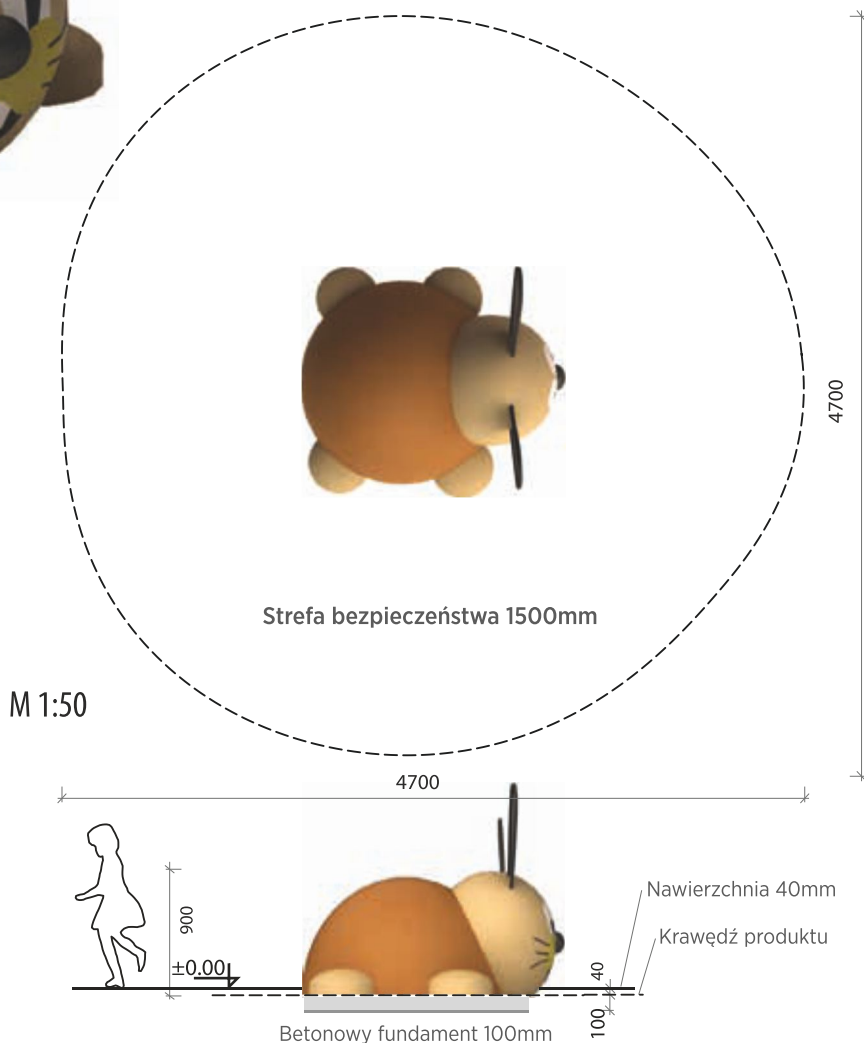 4700
Strefa bezpieczeństwa 1500mm
M 1:50
4700
900
±0.00
Nawierzchnia 40mm
Krawędź produktu
40
100
Betonowy fundament 100mm